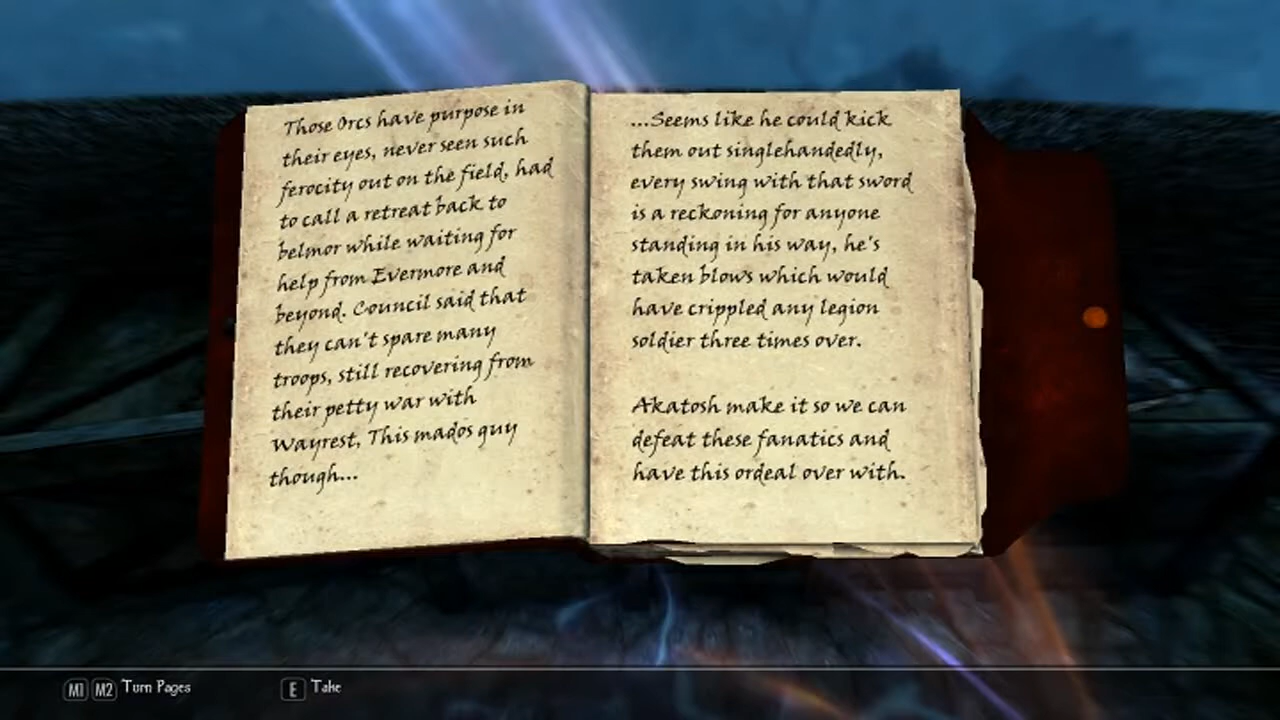 Those Orcs have purpose in
their eyes, never seen such
ferocity out on the field, had
to call a retreat back to
belmor while waiting for
help from Evermore and
beyond. Council said that
they can't spare many
troops, still recovering from
their petty war with
Wayrest, This mados guy
though...
...Seems like he could kick
them out singlehandedly,
every swing with that sword
is a reckoning for anyone
standing in his way, he's
taken blows which would
have crippled any legion
soldier three times over.
Akatosh make it so we can
defeat these fanatics and
have this ordeal over with.
M1 M2 Turn Pages E Take